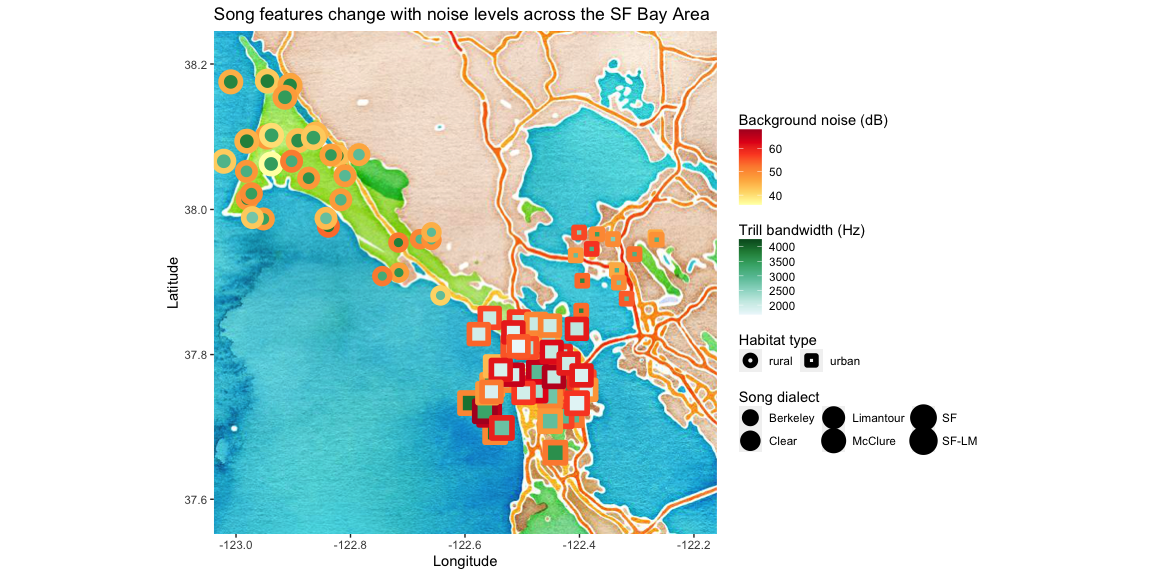 Song features change with noise levels across the SF Bay Area
38.2
38.0
37.8
37.6
Latitude
-123.0
-122.8
-122.6
-122.4
-122.2
Longitude
Background noise (dB)
60
50
40
Trill bandwidth (Hz)
4000
3500
3000
2500
2000
Habitat type
rural
urban
Song dialect
Berkeley
Limantour
SF
Clear
McClure
SF-LM